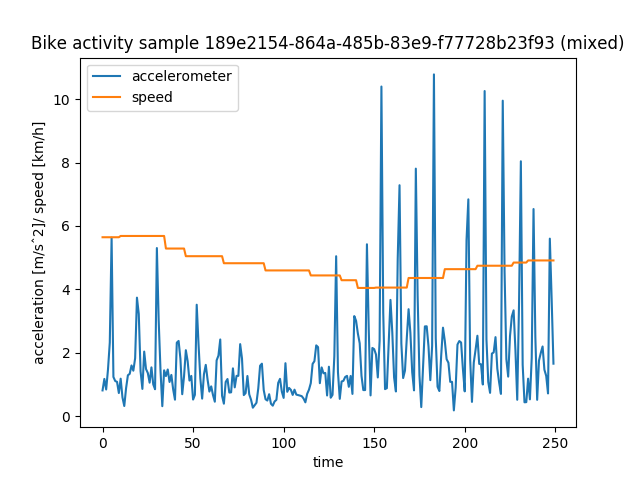 Bike activity sample 189e2154-864a-485b-83e9-f77728b23f93 (mixed)
accelerometer
speed
acceleration [m/s^2]/ speed [km/h]
10
8
6
4
2
0
0 50 100 150 200 250
time